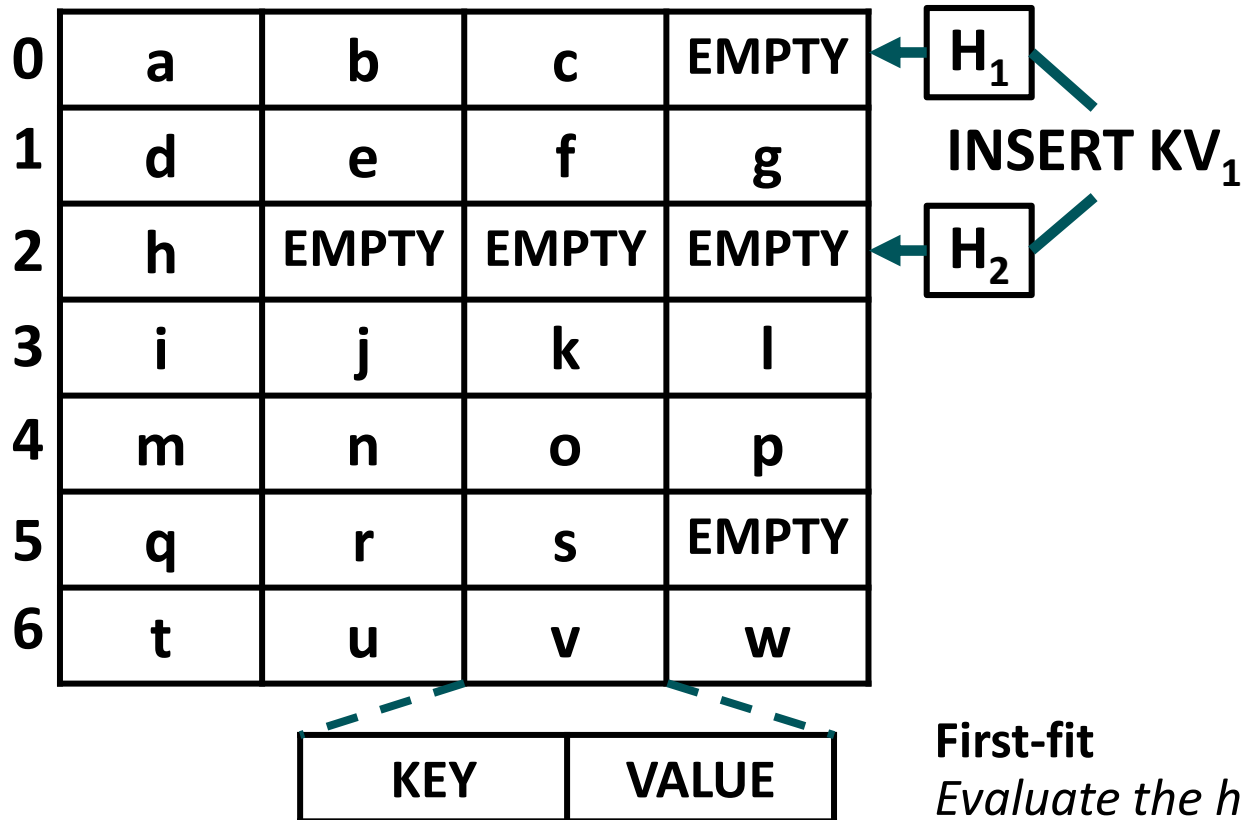 0 a b c EMPTY H₁
1 d e f g INSERT KV₁
2 h EMPTY EMPTY EMPTY H₂
3 i j k l
4 m n o p
5 q r s EMPTY
6 t u v w
KEY VALUE
First-fit
Evaluate the h